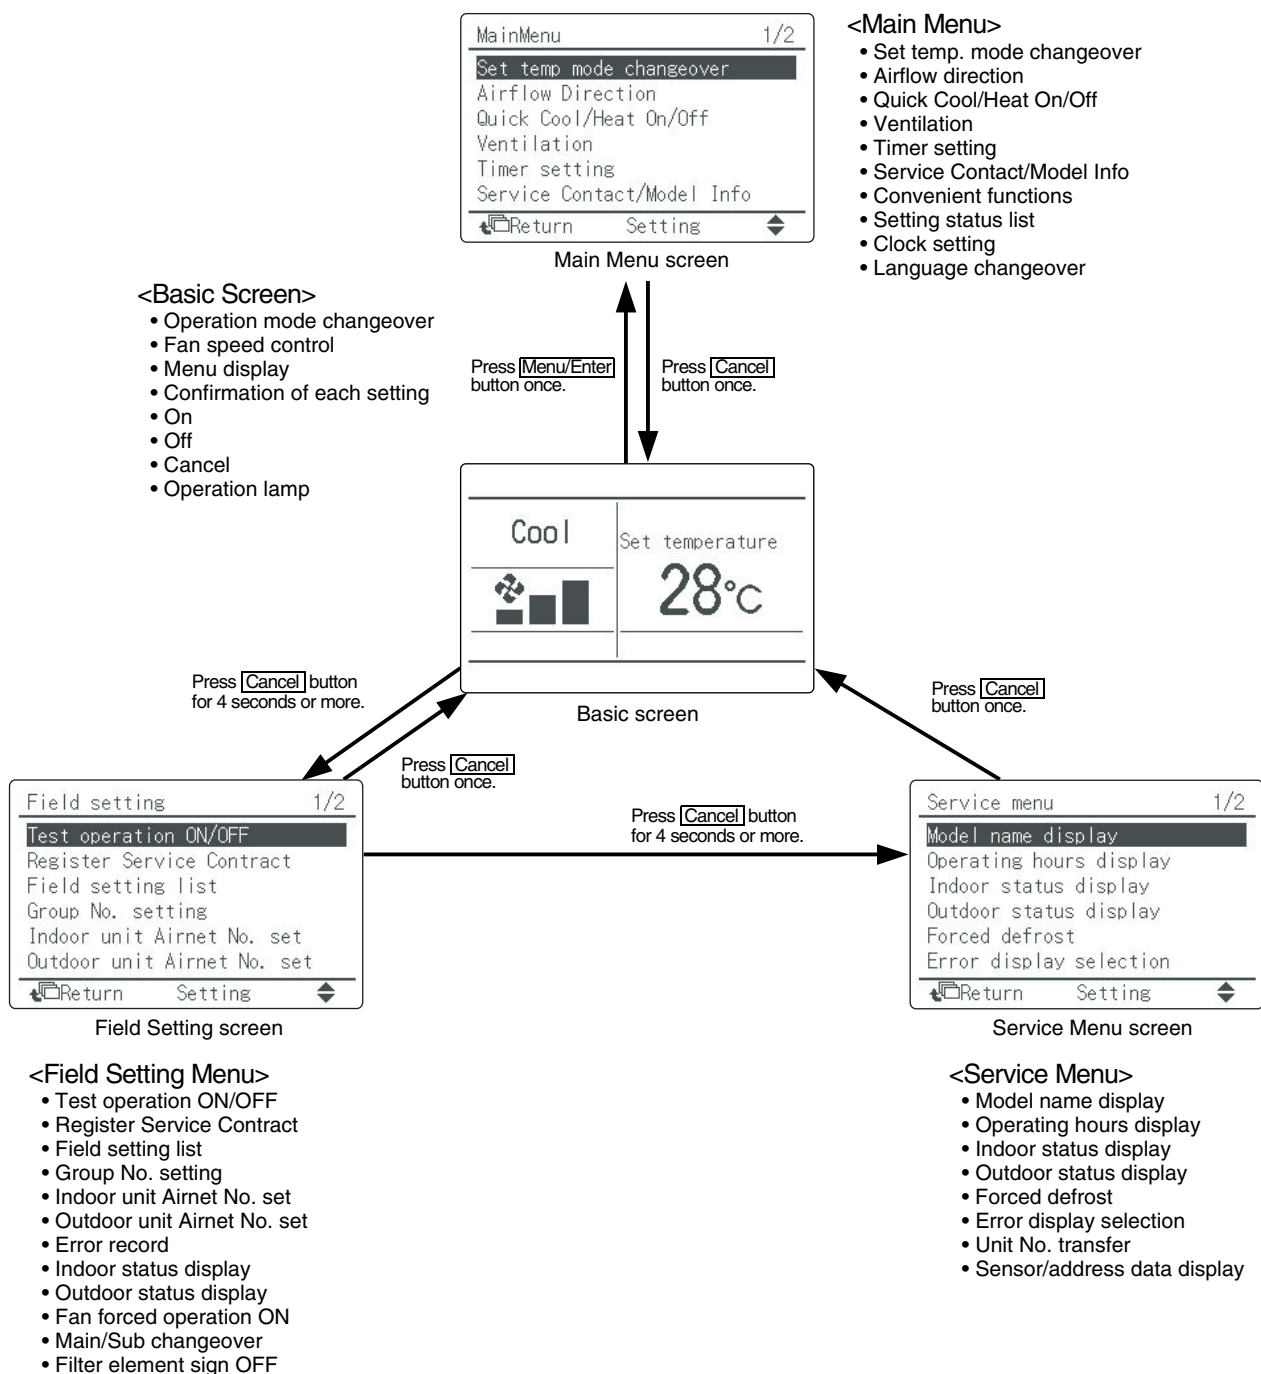 MainMenu 1/2
Set temp mode changeover
Airflow Direction
Quick Cool/Heat On/Off
Ventilation
Timer setting
Service Contact/Model Info
Return Setting
Main Menu screen
<Main Menu>
• Set temp. mode changeover
• Airflow direction
• Quick Cool/Heat On/Off
• Ventilation
• Timer setting
• Service Contact/Model Info
• Convenient functions
• Setting status list
• Clock setting
• Language changeover
<Basic Screen>
• Operation mode changeover
• Fan speed control
• Menu display
• Confirmation of each setting
• On
• Off
• Cancel
• Operation lamp
Press Menu/Enter
button once.
Press Cancel
button once.
Cool
Set temperature
28°C
Basic screen
Press Cancel button
for 4 seconds or more.
Press Cancel
button once.
Press Cancel
button once.
Press Cancel button
for 4 seconds or more.
Field setting 1/2
Test operation ON/OFF
Register Service Contract
Field setting list
Group No. setting
Indoor unit Airnet No. set
Outdoor unit Airnet No. set
Return Setting
Field Setting screen
Service menu 1/2
Model name display
Operating hours display
Indoor status display
Outdoor status display
Forced defrost
Error display selection
Return Setting
Service Menu screen
<Field Setting Menu>
• Test operation ON/OFF
• Register Service Contract
• Field setting list
• Group No. setting
• Indoor unit Airnet No. set
• Outdoor unit Airnet No. set
• Error record
• Indoor status display
• Outdoor status display
• Fan forced operation ON
• Main/Sub changeover
• Filter element sign OFF
<Service Menu>
• Model name display
• Operating hours display
• Indoor status display
• Outdoor status display
• Forced defrost
• Error display selection
• Unit No. transfer
• Sensor/address data display